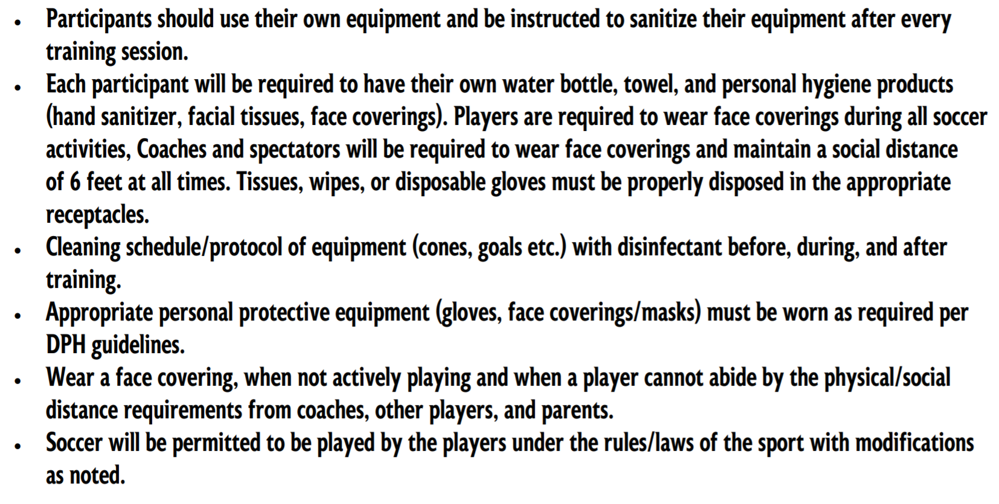 • Participants should use their own equipment and be instructed to sanitize their equipment after every
training session.
• Each participant will be required to have their own water bottle, towel, and personal hygiene products
(hand sanitizer, facial tissues, face coverings). Players are required to wear face coverings during all soccer
activities, Coaches and spectators will be required to wear face coverings and maintain a social distance
of 6 feet at all times. Tissues, wipes, or disposable gloves must be properly disposed in the appropriate
receptacles.
• Cleaning schedule/protocol of equipment (cones, goals etc.) with disinfectant before, during, and after
training.
• Appropriate personal protective equipment (gloves, face coverings/masks) must be worn as required per
DPH guidelines.
• Wear a face covering, when not actively playing and when a player cannot abide by the physical/social
distance requirements from coaches, other players, and parents.
• Soccer will be permitted to be played by the players under the rules/laws of the sport with modifications
as noted.